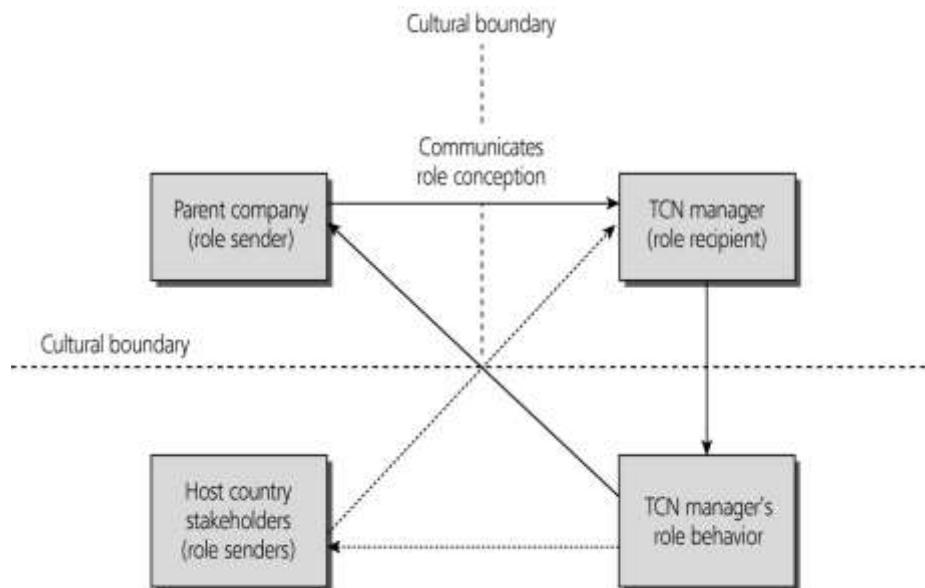 Cultural boundary
Communicates
role conception
Parent company
(role sender)
TCN manager
(role recipient)
Cultural boundary
Host country
stakeholders
(role senders)
TCN manager's
role behavior